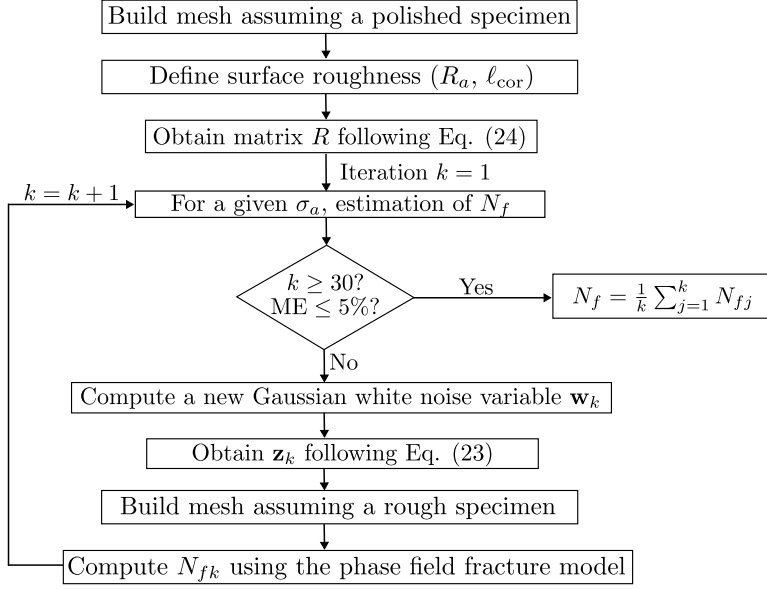 Build mesh assuming a polished specimen
Define surface roughness (Rₐ, ℓ_cor)
Obtain matrix R following Eq. (24)
Iteration k = 1
k = k + 1
For a given σₐ, estimation of N_f
k ≥ 30?
ME ≤ 5%?
Yes
N_f = 1/k ∑_{j=1}^{k} N_{fj}
No
Compute a new Gaussian white noise variable w_k
Obtain z_k following Eq. (23)
Build mesh assuming a rough specimen
Compute N_{fk} using the phase field fracture model